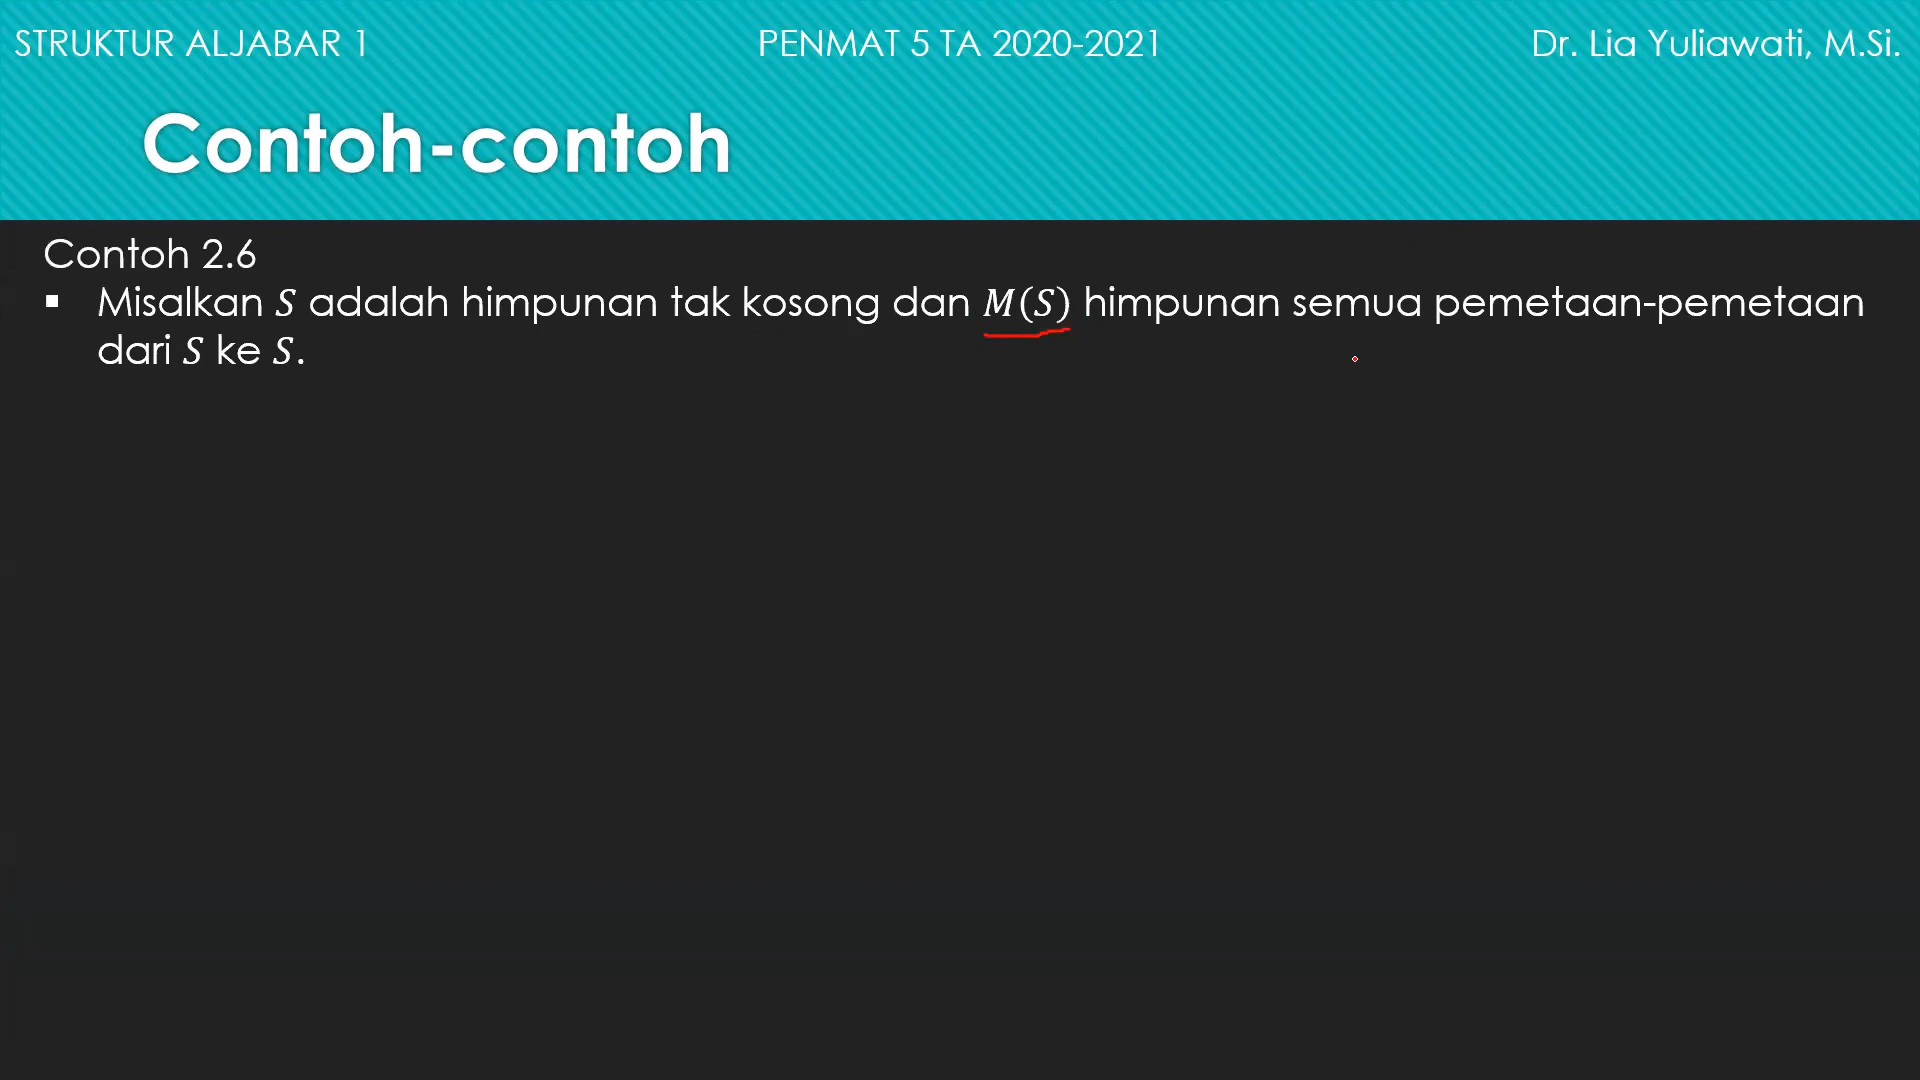 STRUKTUR ALJABAR 1
PENMAT 5 TA 2020-2021
Dr. Lia Yuliawati, M.Si.
Contoh-contoh
Contoh 2.6
▪ Misalkan S adalah himpunan tak kosong dan M(S) himpunan semua pemetaan-pemetaan
dari S ke S.